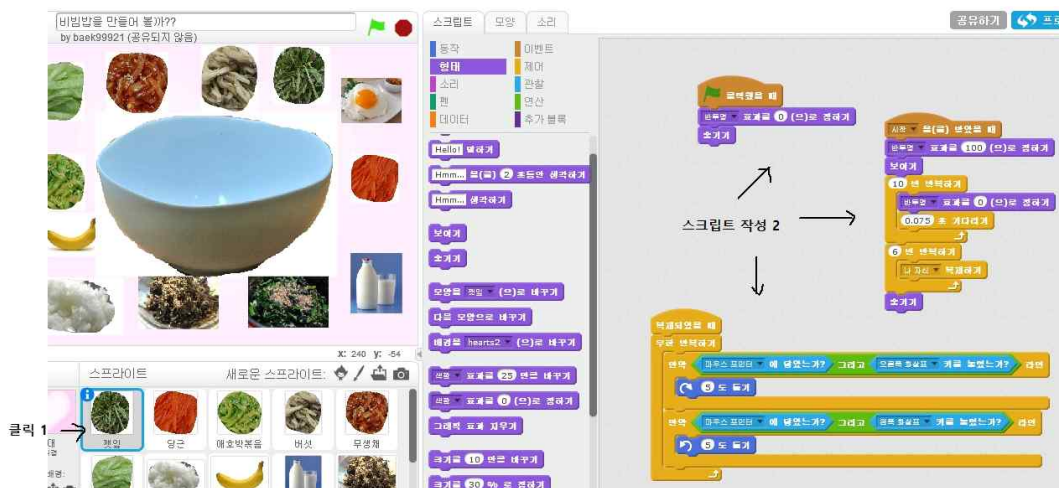 비빔밥을 만들어 볼까??
by baek99921 (공유되지 않음)
스크립트
모양
소리
공유하기
프로
동작
이벤트
형태
제어
소리
관찰
펜
연산
데이터
추가 블록
Hello! 말하기
Hmm... 을(를) 2 초동안 생각하기
Hmm... 생각하기
보이기
숨기기
모양을 깻잎 (으)로 바꾸기
다음 모양으로 바꾸기
배경을 hearts2 (으)로 바꾸기
색깔 효과를 25 만큼 바꾸기
색깔 효과를 0 (으)로 정하기
그래픽 효과 지우기
크기를 10 만큼 바꾸기
크기를 30 % 로 정하기
클릭했을 때
반투명 효과를 0 (으)로 정하기
숨기기
스크립트 작성 2
시작 을(를) 받았을 때
반투명 효과를 100 (으)로 정하기
보이기
10 번 반복하기
반투명 효과를 0 (으)로 정하기
0.075 초 기다리기
6 번 반복하기
나 자신 복제하기
숨기기
복제되었을 때
무한 반복하기
만약 마우스 포인터 에 닿았는가? 그리고 오른쪽 화살표 키를 눌렀는가? 라면
5 도 돌기
만약 마우스 포인터 에 닿았는가? 그리고 왼쪽 화살표 키를 눌렀는가? 라면
5 도 돌기
x: 240 y: -54
스프라이트
새로운 스프라이트:
클릭 1
깻잎
당근
애호박볶음
버섯
무생채